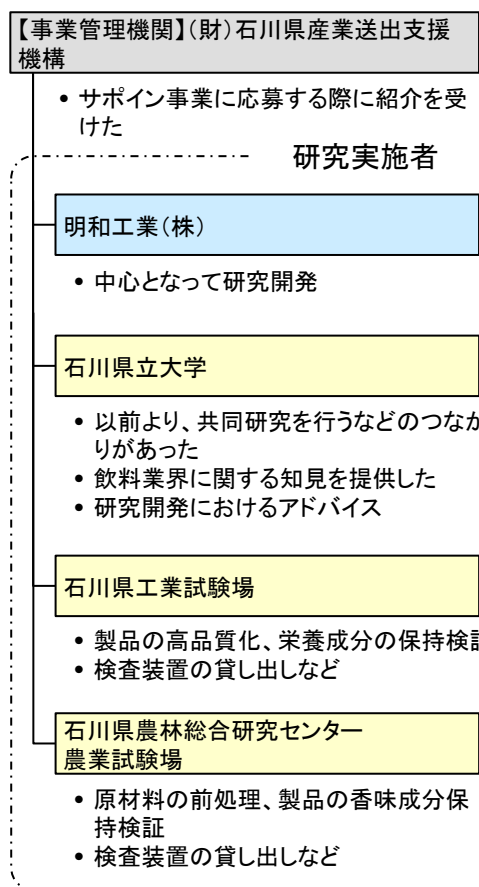 【事業管理機関】(財)石川県産業送出支援
機構
• サポイン事業に応募する際に紹介を受
けた
研究実施者
明和工業(株)
• 中心となって研究開発
石川県立大学
• 以前より、共同研究を行うなどのつなが
りがあった
• 飲料業界に関する知見を提供した
• 研究開発におけるアドバイス
石川県工業試験場
• 製品の高品質化、栄養成分の保持検
• 検査装置の貸し出しなど
石川県農林総合研究センター
農業試験場
• 原材料の前処理、製品の香味成分保
持検証
• 検査装置の貸し出しなど